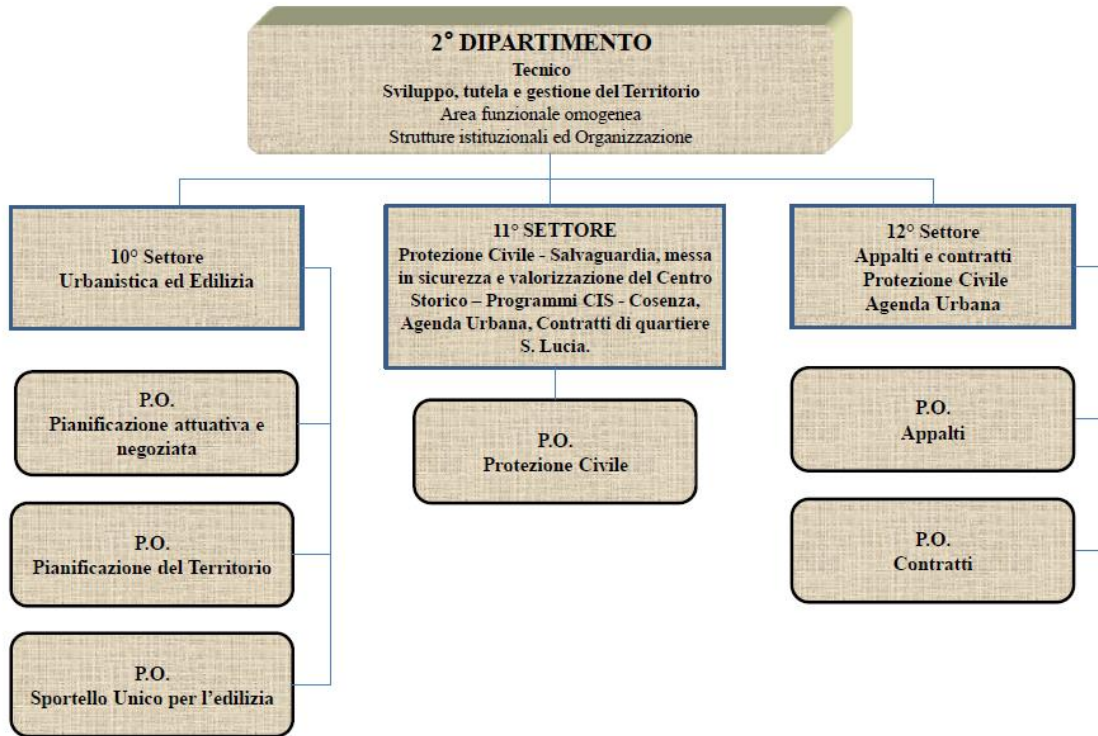 2° DIPARTIMENTO
Tecnico
Sviluppo, tutela e gestione del Territorio
Area funzionale omogenea
Strutture istituzionali ed Organizzazione
10° Settore
Urbanistica ed Edilizia
11° SETTORE
Protezione Civile - Salvaguardia, messa
in sicurezza e valorizzazione del Centro
Storico – Programmi CIS - Cosenza,
Agenda Urbana, Contratti di quartiere
S. Lucia.
12° Settore
Appalti e contratti
Protezione Civile
Agenda Urbana
P.O.
Pianificazione attuativa e
negoziata
P.O.
Pianificazione del Territorio
P.O.
Sportello Unico per l’edilizia
P.O.
Protezione Civile
P.O.
Appalti
P.O.
Contratti